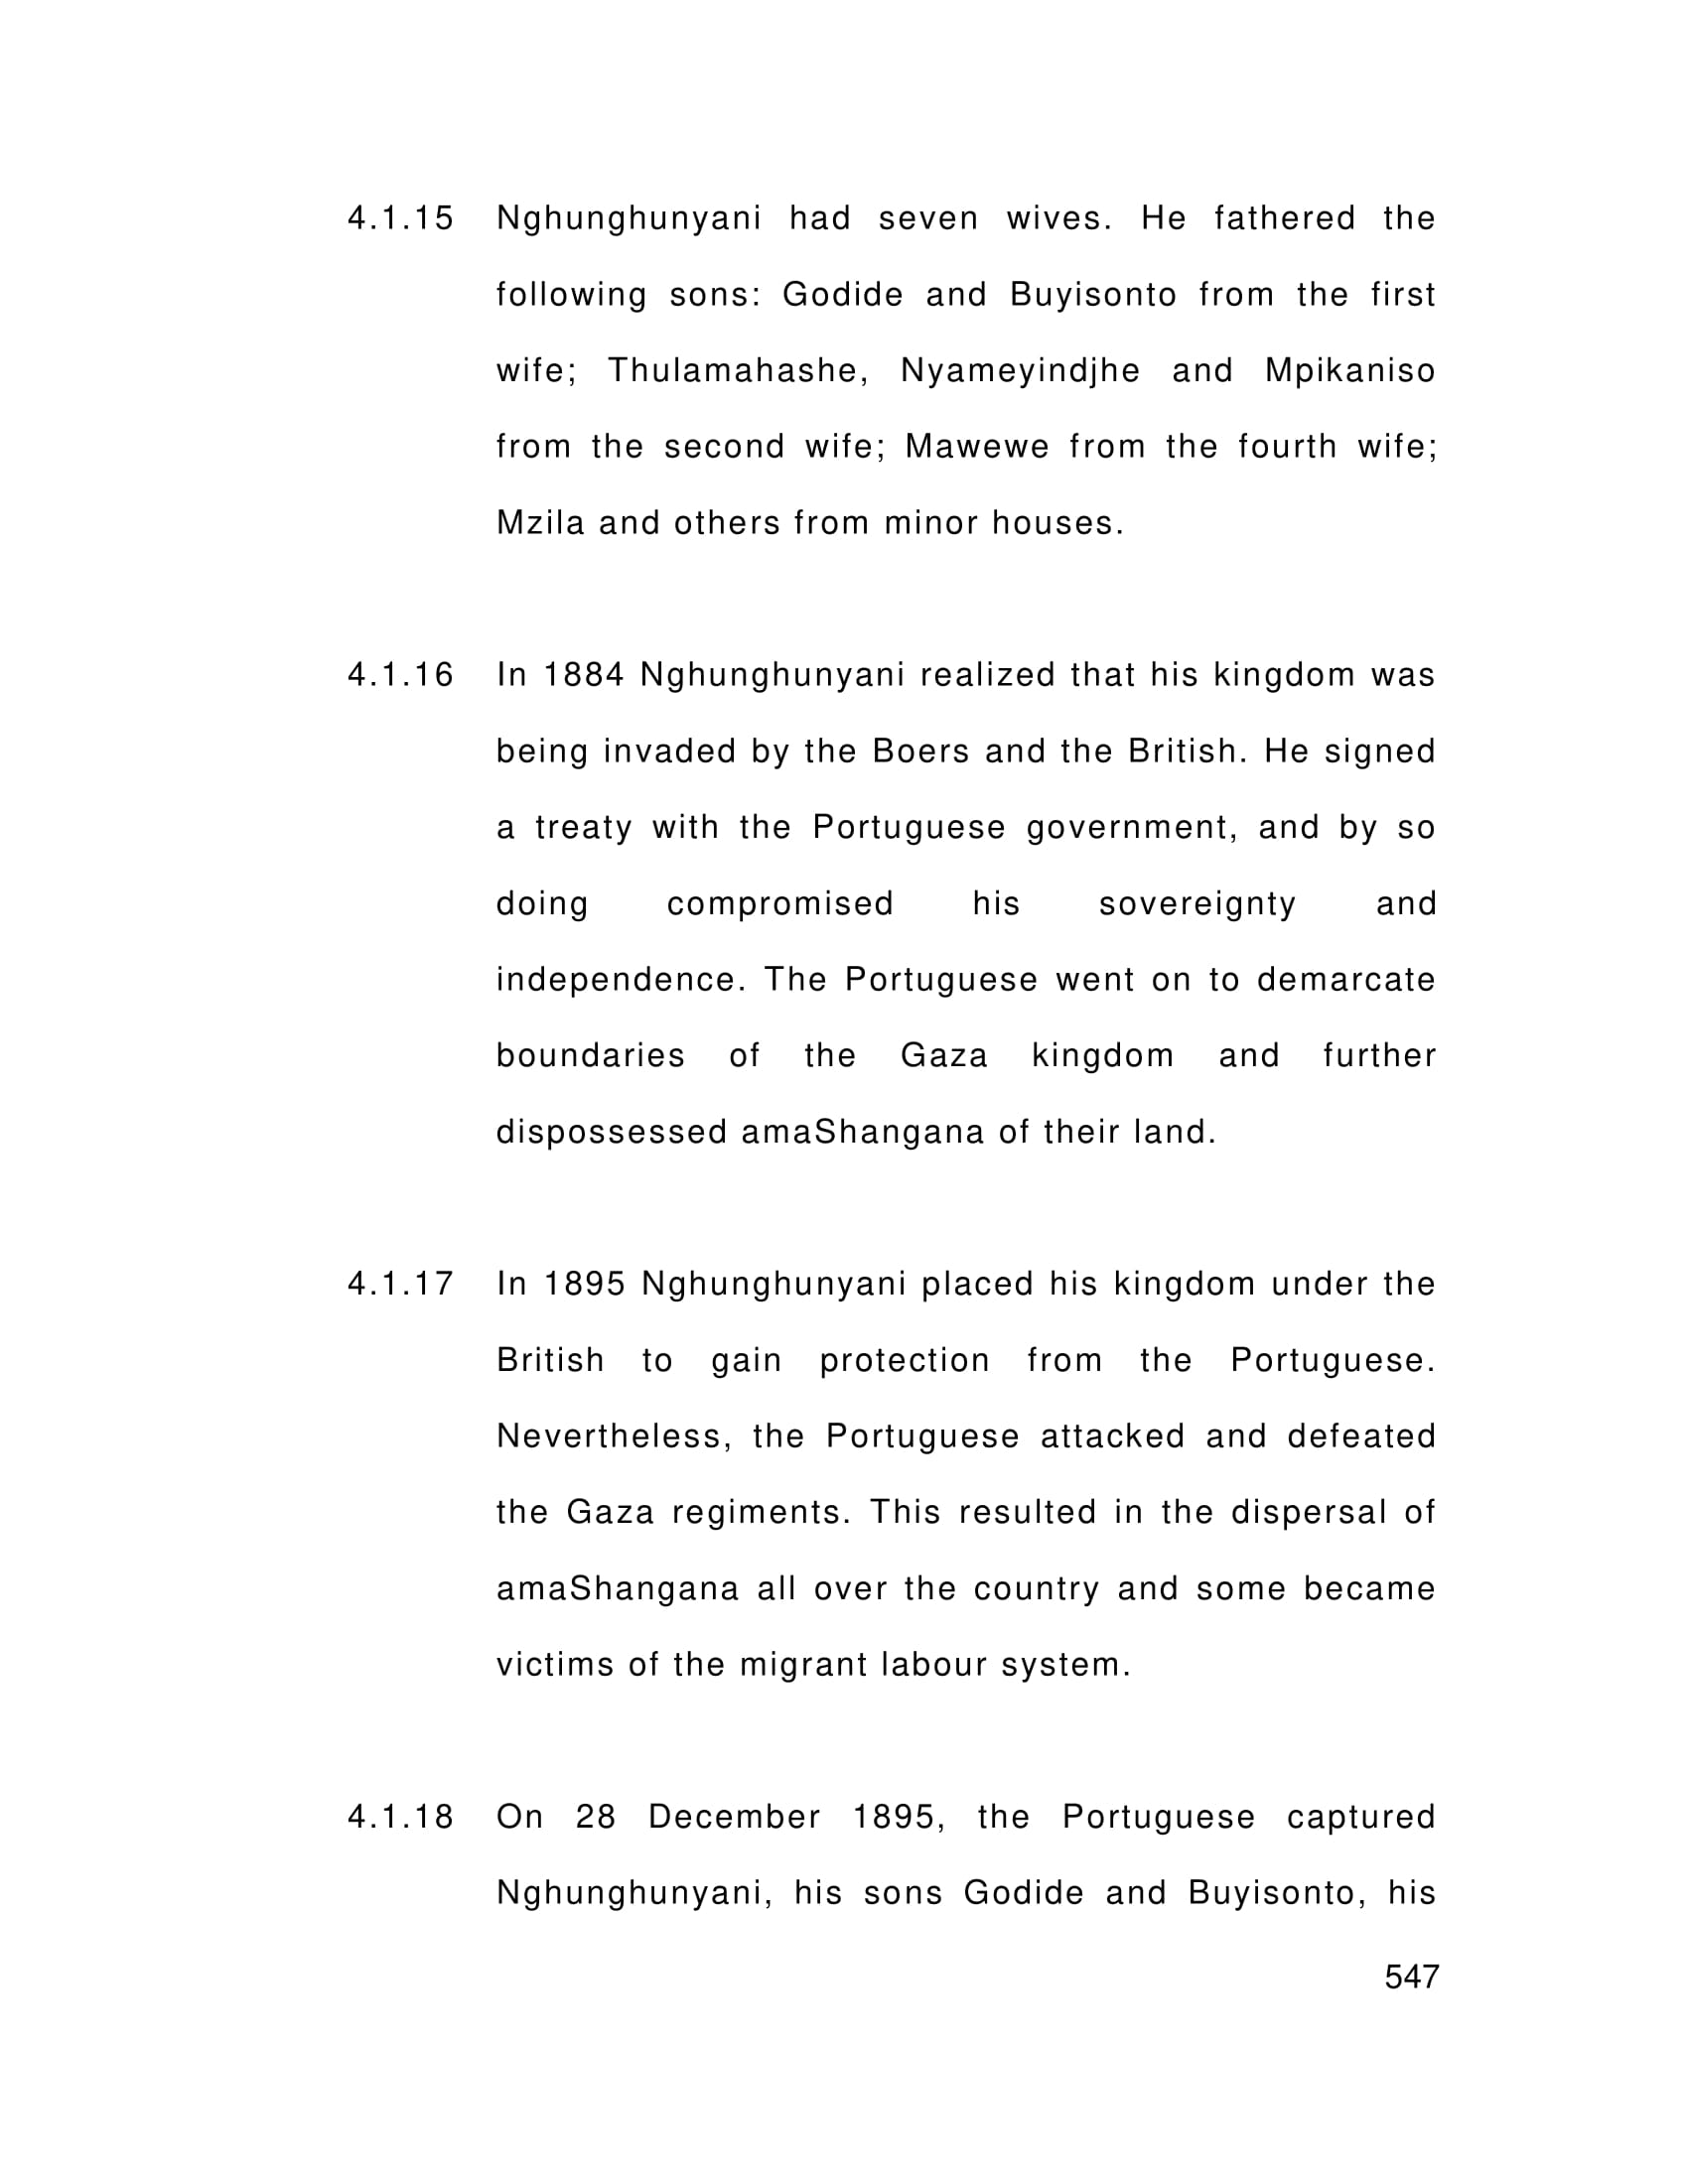 4.1.15 Nghunghunyani had seven wives. He fathered the
following sons: Godide and Buyisonto from the first
wife; Thulamahashe, Nyameyindjhe and Mpikaniso
from the second wife; Mawewe from the fourth wife;
Mzila and others from minor houses.
4.1.16 In 1884 Nghunghunyani realized that his kingdom was
being invaded by the Boers and the British. He signed
a treaty with the Portuguese government, and by so
doing compromised his sovereignty and
independence. The Portuguese went on to demarcate
boundaries of the Gaza kingdom and further
dispossessed amaShangana of their land.
4.1.17 In 1895 Nghunghunyani placed his kingdom under the
British to gain protection from the Portuguese.
Nevertheless, the Portuguese attacked and defeated
the Gaza regiments. This resulted in the dispersal of
amaShangana all over the country and some became
victims of the migrant labour system.
4.1.18 On 28 December 1895, the Portuguese captured
Nghunghunyani, his sons Godide and Buyisonto, his
547